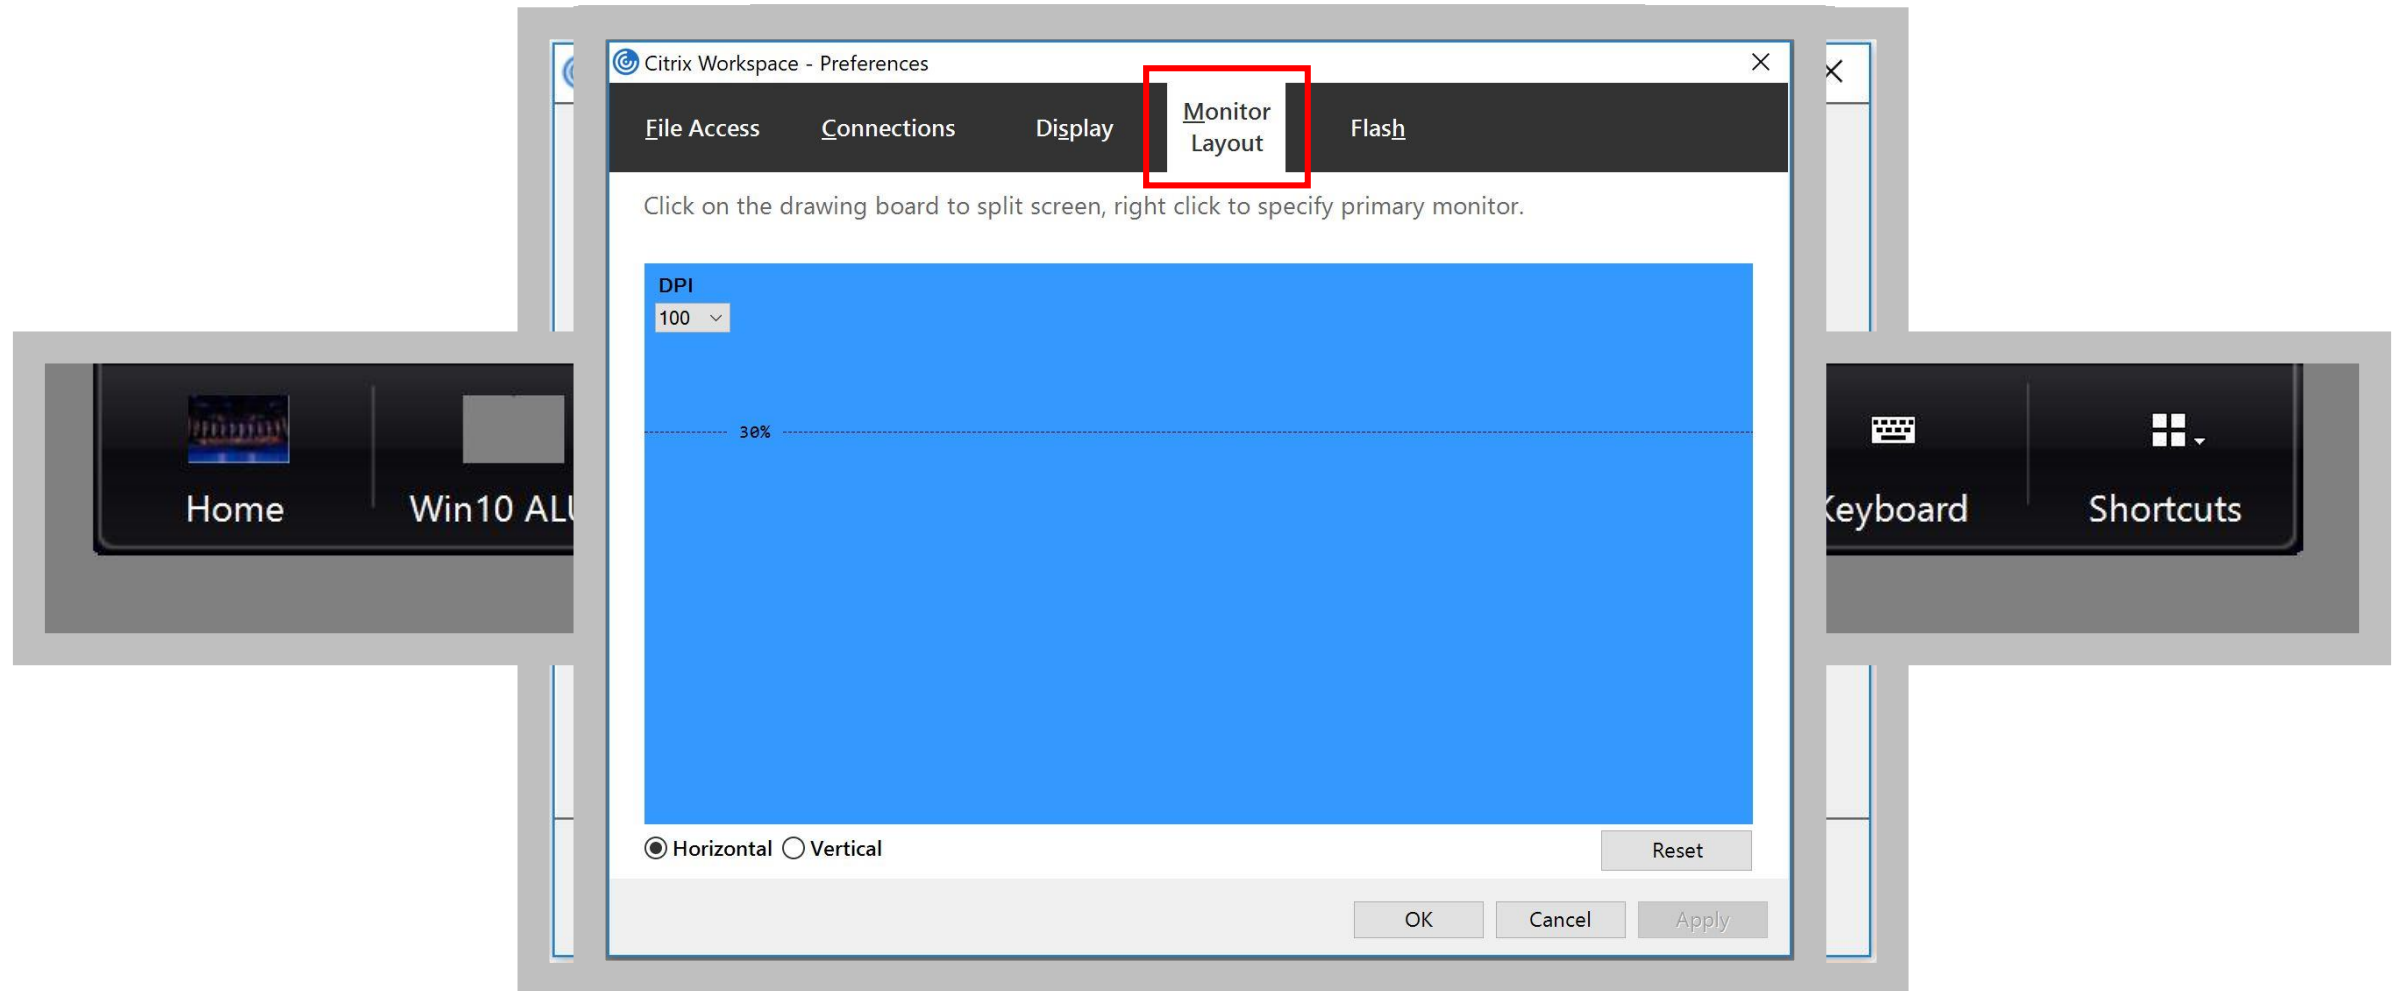 Citrix Workspace - Preferences
File Access Connections Display Monitor Layout Flash
Click on the drawing board to split screen, right click to specify primary monitor.
DPI
100
30%
Home Win10 Keyboard Shortcuts
Horizontal Vertical Reset
OK Cancel Apply